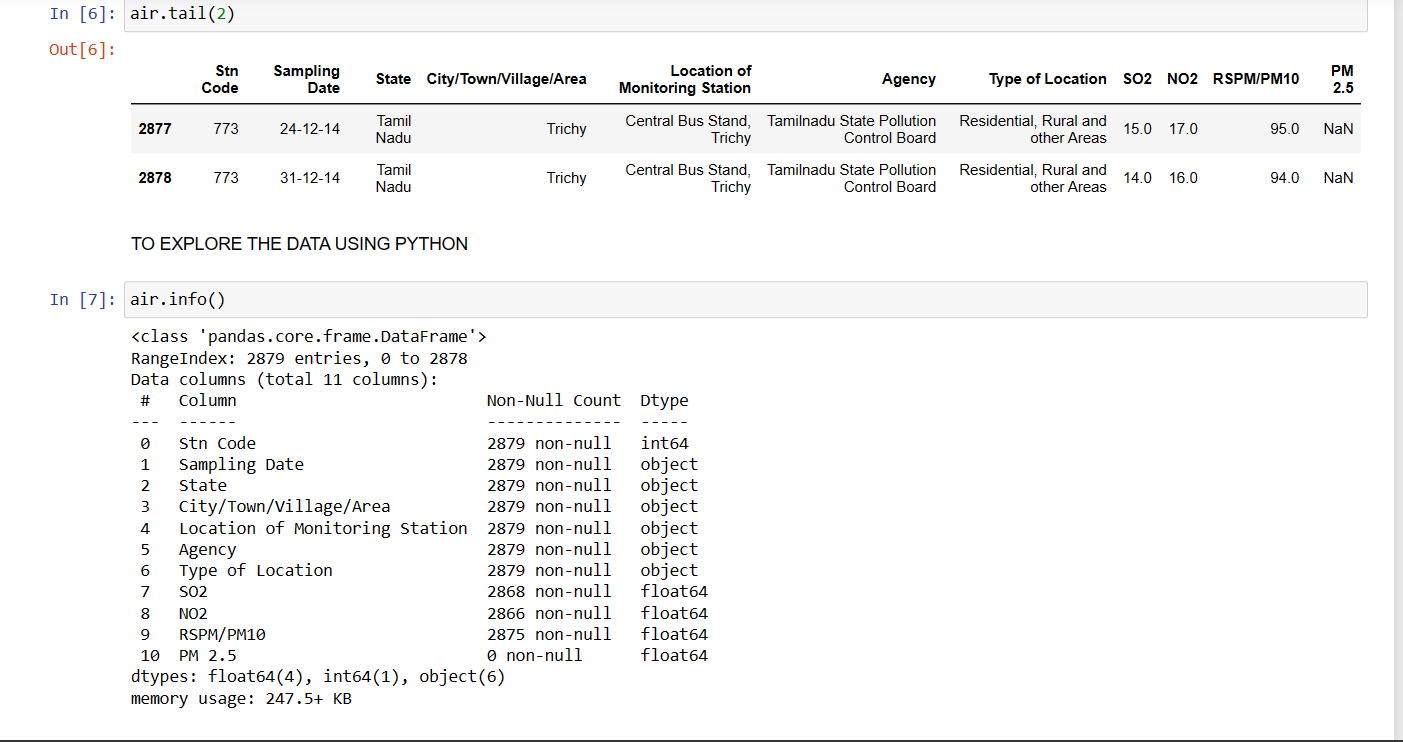 In [6]: air.tail(2)
Out[6]:
Stn Code Sampling Date State City/Town/Village/Area Location of Monitoring Station Agency Type of Location SO2 NO2 RSPM/PM10 PM 2.5
2877 773 24-12-14 Tamil Nadu Trichy Central Bus Stand, Trichy Tamilnadu State Pollution Control Board Residential, Rural and other Areas 15.0 17.0 95.0 NaN
2878 773 31-12-14 Tamil Nadu Trichy Central Bus Stand, Trichy Tamilnadu State Pollution Control Board Residential, Rural and other Areas 14.0 16.0 94.0 NaN
TO EXPLORE THE DATA USING PYTHON
In [7]: air.info()
<class 'pandas.core.frame.DataFrame'>
RangeIndex: 2879 entries, 0 to 2878
Data columns (total 11 columns):
 #   Column                          Non-Null Count  Dtype
---  ------                          --------------  -----
 0   Stn Code                        2879 non-null   int64
 1   Sampling Date                   2879 non-null   object
 2   State                           2879 non-null   object
 3   City/Town/Village/Area          2879 non-null   object
 4   Location of Monitoring Station  2879 non-null   object
 5   Agency                          2879 non-null   object
 6   Type of Location                2879 non-null   object
 7   SO2                             2868 non-null   float64
 8   NO2                             2866 non-null   float64
 9   RSPM/PM10                       2875 non-null   float64
 10  PM 2.5                          0 non-null      float64
dtypes: float64(4), int64(1), object(6)
memory usage: 247.5+ KB